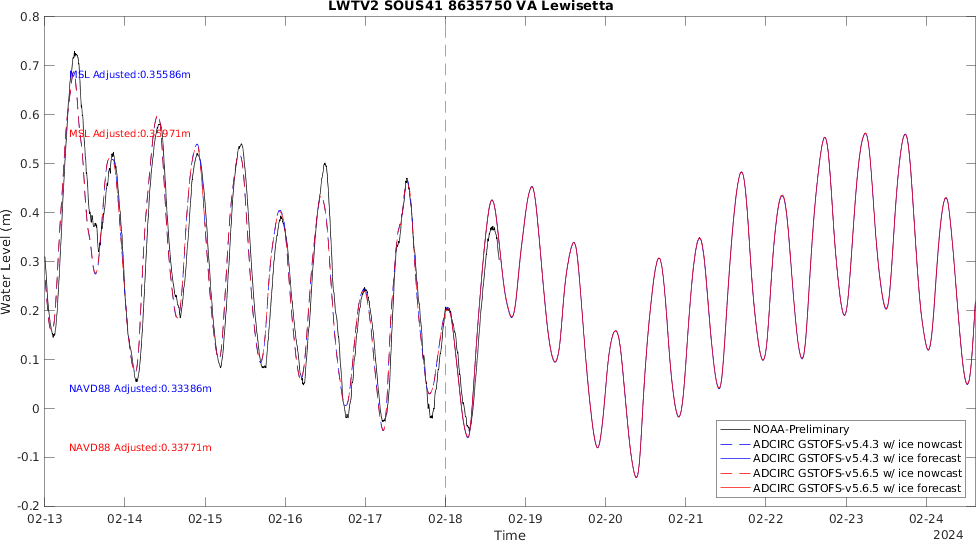 LWTV2 SOUS41 8635750 VA Lewisetta
0.8
0.7
0.6
0.5
0.4
0.3
0.2
0.1
0
-0.1
-0.2
Water Level (m)
MSL Adjusted:0.35586m
MSL Adjusted:0.35971m
NAVD88 Adjusted:0.33386m
NAVD88 Adjusted:0.33771m
NOAA-Preliminary
ADCIRC GSTOFS-v5.4.3 w/ ice nowcast
ADCIRC GSTOFS-v5.4.3 w/ ice forecast
ADCIRC GSTOFS-v5.6.5 w/ ice nowcast
ADCIRC GSTOFS-v5.6.5 w/ ice forecast
02-13 02-14 02-15 02-16 02-17 02-18 02-19 02-20 02-21 02-22 02-23 02-24
Time
2024